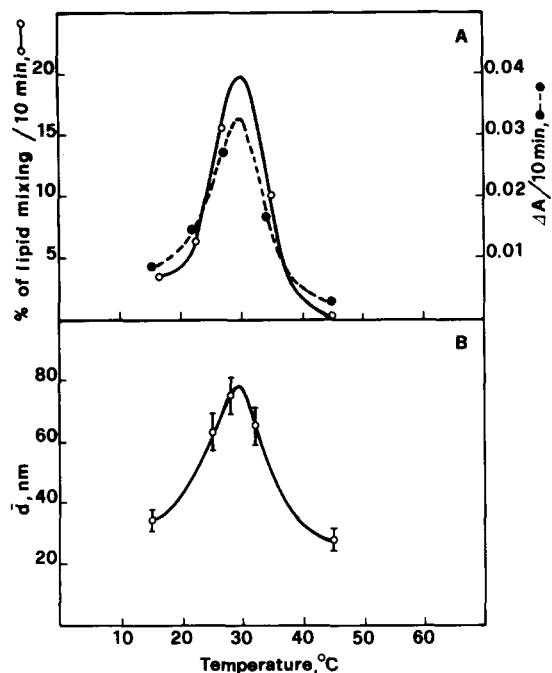 A
% of lipid mixing / 10 min,
20
15
10
5
0.04
0.03
0.02
0.01
ΔA/10 min,
B
d̄, nm
80
60
40
20
10 20 30 40 50 60
Temperature,°C